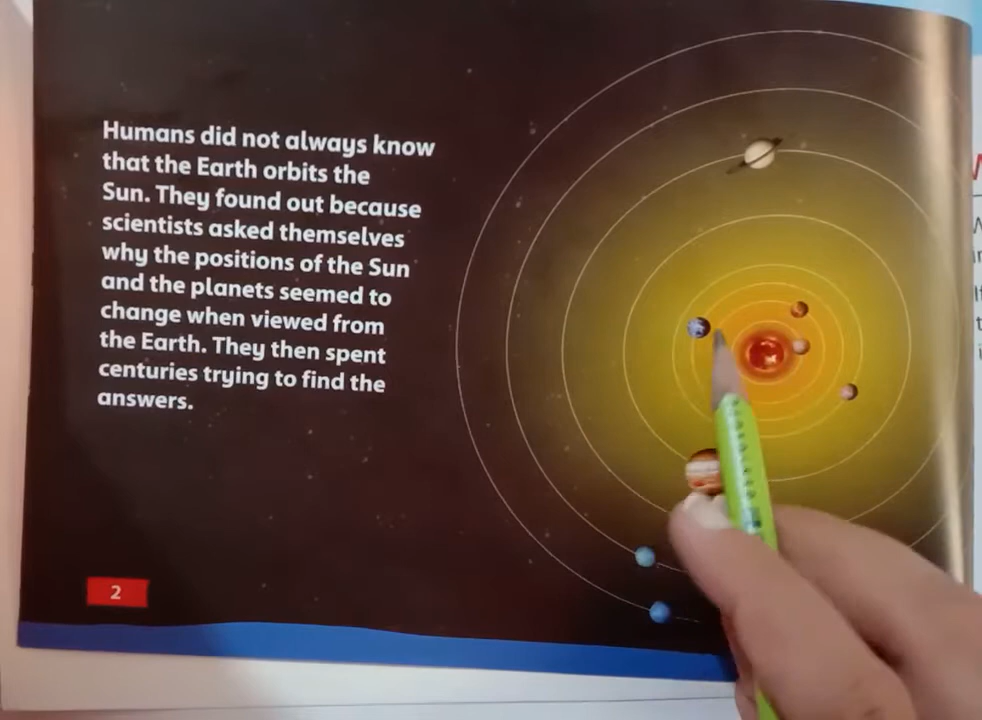 Humans did not always know
that the Earth orbits the
Sun. They found out because
scientists asked themselves
why the positions of the Sun
and the planets seemed to
change when viewed from
the Earth. They then spent
centuries trying to find the
answers.
2